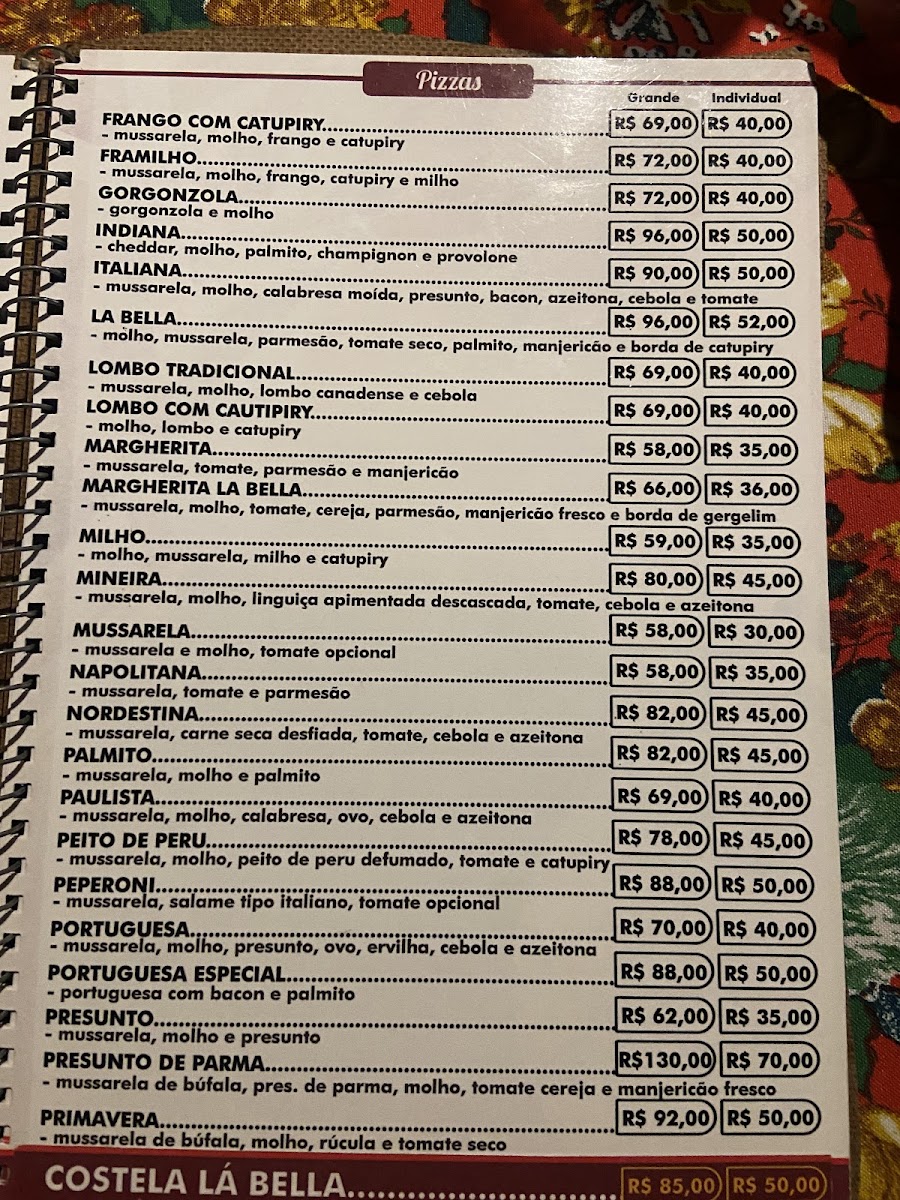 Pizzas
Grande Individual
FRANGO COM CATUPIRY R$ 69,00 R$ 40,00
- mussarela, molho, frango e catupiry
FRAMILHO R$ 72,00 R$ 40,00
- mussarela, molho, frango, catupiry e milho
GORGONZOLA R$ 72,00 R$ 40,00
- gorgonzola e molho
INDIANA R$ 96,00 R$ 50,00
- cheddar, molho, palmito, champignon e provolone
ITALIANA R$ 90,00 R$ 50,00
- mussarela, molho, calabresa moída, presunto, bacon, azeitona, cebola e tomate
LA BELLA R$ 96,00 R$ 52,00
- molho, mussarela, parmesão, tomate seco, palmito, manjericão e borda de catupiry
LOMBO TRADICIONAL R$ 69,00 R$ 40,00
- mussarela, molho, lombo canadense e cebola
LOMBO COM CAUTIPIRY R$ 69,00 R$ 40,00
- molho, lombo e catupiry
MARGHERITA R$ 58,00 R$ 35,00
- mussarela, tomate, parmesão e manjericão
MARGHERITA LA BELLA R$ 66,00 R$ 36,00
- mussarela, molho, tomate, cereja, parmesão, manjericão fresco e borda de gergelim
MILHO R$ 59,00 R$ 35,00
- molho, mussarela, milho e catupiry
MINEIRA R$ 80,00 R$ 45,00
- mussarela, molho, linguiça apimentada descascada, tomate, cebola e azeitona
MUSSARELA R$ 58,00 R$ 30,00
- mussarela e molho, tomate opcional
NAPOLITANA R$ 58,00 R$ 35,00
- mussarela, tomate e parmesão
NORDESTINA R$ 82,00 R$ 45,00
- mussarela, carne seca desfiada, tomate, cebola e azeitona
PALMITO R$ 82,00 R$ 45,00
- mussarela, molho e palmito
PAULISTA R$ 69,00 R$ 40,00
- mussarela, molho, calabresa, ovo, cebola e azeitona
PEITO DE PERU R$ 78,00 R$ 45,00
- mussarela, molho, peito de peru defumado, tomate e catupiry
PEPERONI R$ 88,00 R$ 50,00
- mussarela, salame tipo italiano, tomate opcional
PORTUGUESA R$ 70,00 R$ 40,00
- mussarela, molho, presunto, ovo, ervilha, cebola e azeitona
PORTUGUESA ESPECIAL R$ 88,00 R$ 50,00
- portuguesa com bacon e palmito
PRESUNTO R$ 62,00 R$ 35,00
- mussarela, molho e presunto
PRESUNTO DE PARMA R$130,00 R$ 70,00
- mussarela de búfala, pres. de parma, molho, tomate cereja e manjericão fresco
PRIMAVERA R$ 92,00 R$ 50,00
- mussarela de búfala, molho, rúcula e tomate seco
COSTELA LÁ BELLA R$ 85,00 R$ 50,00